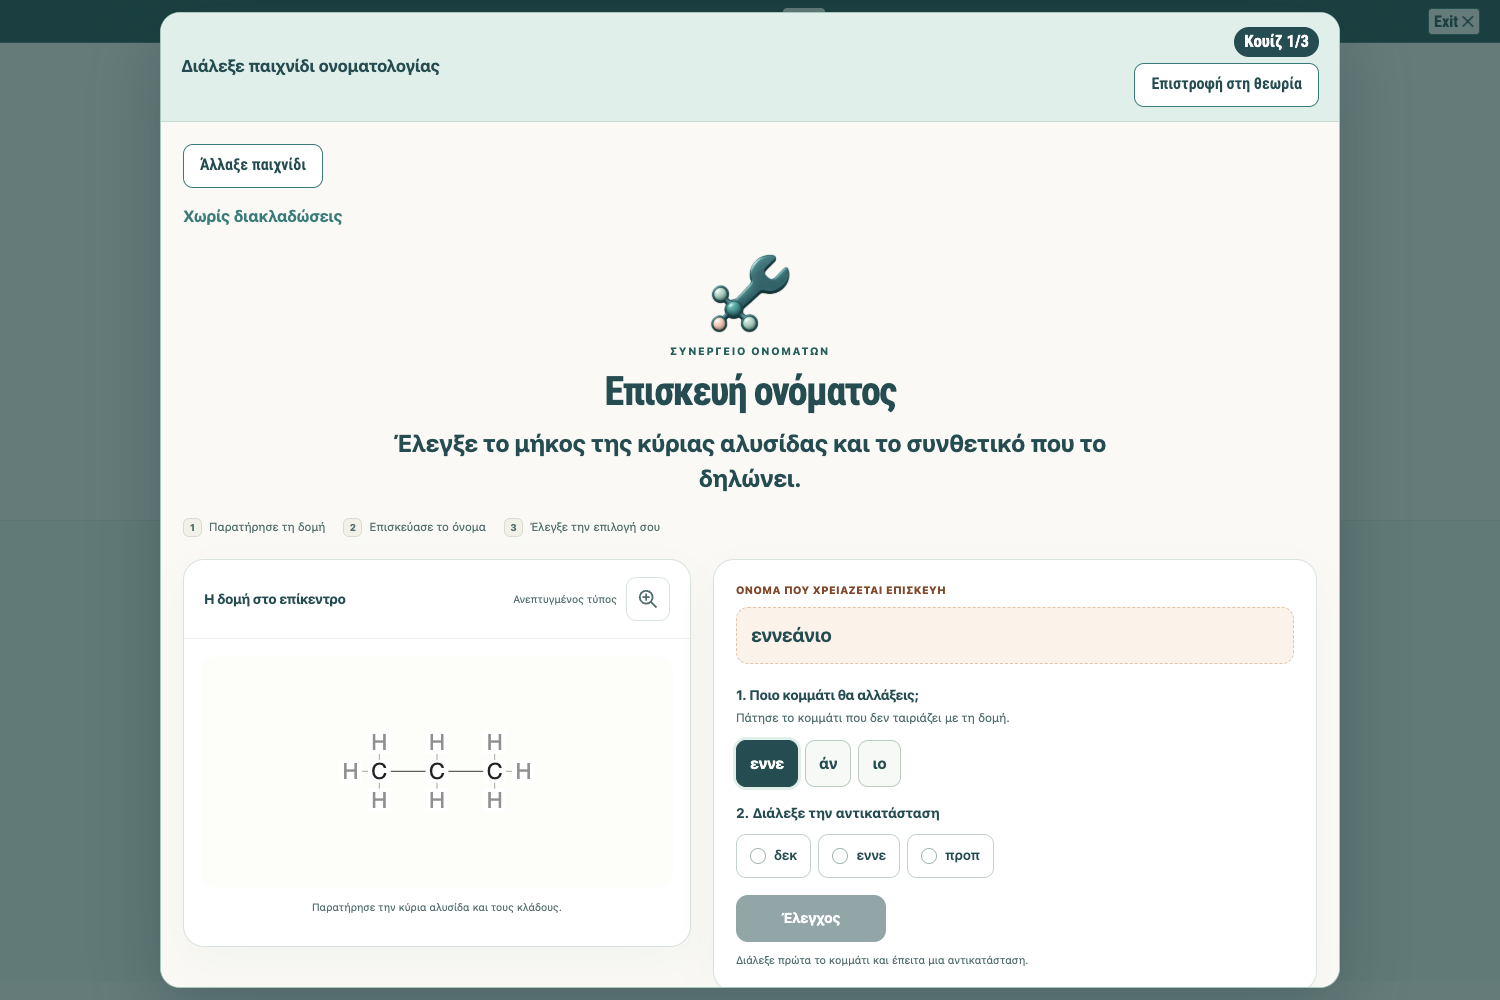 Exit
Διάλεξε παιχνίδι ονοματολογίας
Κουίζ 1/3
Επιστροφή στη θεωρία
Άλλαξε παιχνίδι
Χωρίς διακλαδώσεις
ΣΥΝΕΡΓΕΙΟ ΟΝΟΜΑΤΩΝ
Επισκευή ονόματος
Έλεγξε το μήκος της κύριας αλυσίδας και το συνθετικό που το
δηλώνει.
1 Παρατήρησε τη δομή 2 Επισκεύασε το όνομα 3 Έλεγξε την επιλογή σου
Η δομή στο επίκεντρο
Ανεπτυγμένος τύπος
H H H
H C C C H
H H H
Παρατήρησε την κύρια αλυσίδα και τους κλάδους.
ΟΝΟΜΑ ΠΟΥ ΧΡΕΙΑΖΕΤΑΙ ΕΠΙΣΚΕΥΗ
εννεάνιο
1. Ποιο κομμάτι θα αλλάξεις;
Πάτησε το κομμάτι που δεν ταιριάζει με τη δομή.
εννε άν ιο
2. Διάλεξε την αντικατάσταση
δεκ εννε προπ
Έλεγχος
Διάλεξε πρώτα το κομμάτι και έπειτα μια αντικατάσταση.